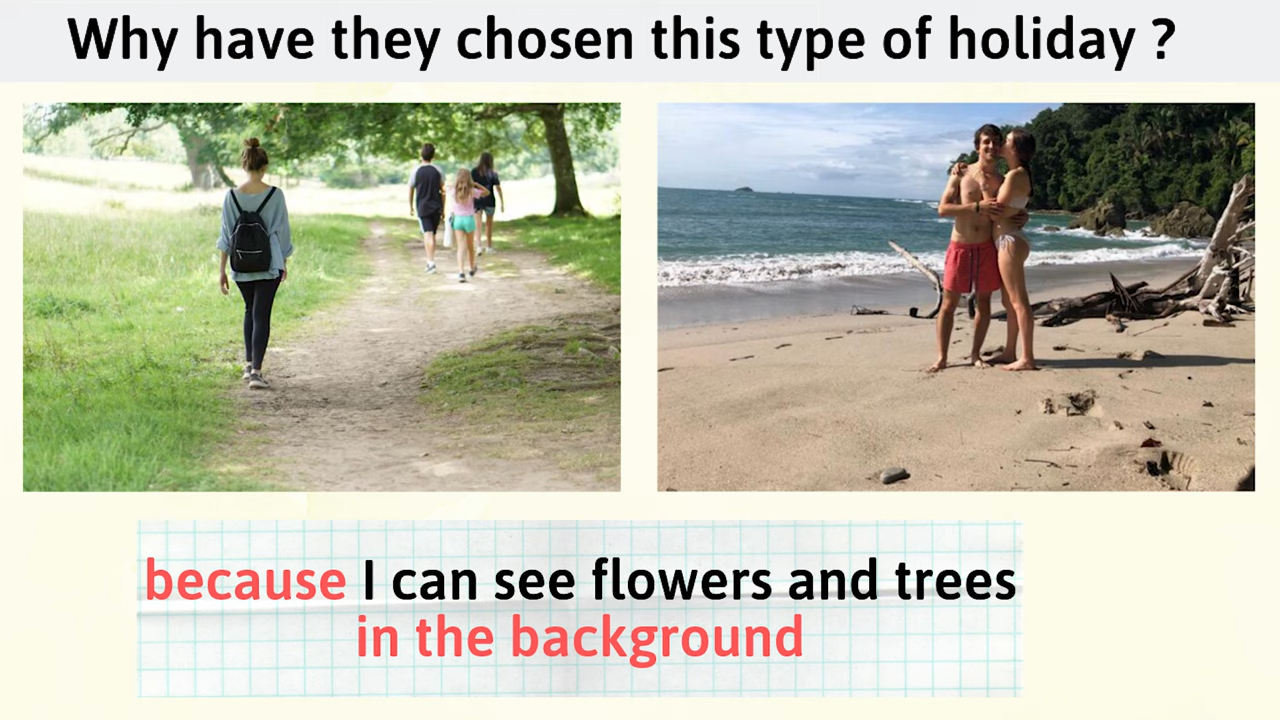 Why have they chosen this type of holiday ?
because I can see flowers and trees
in the background